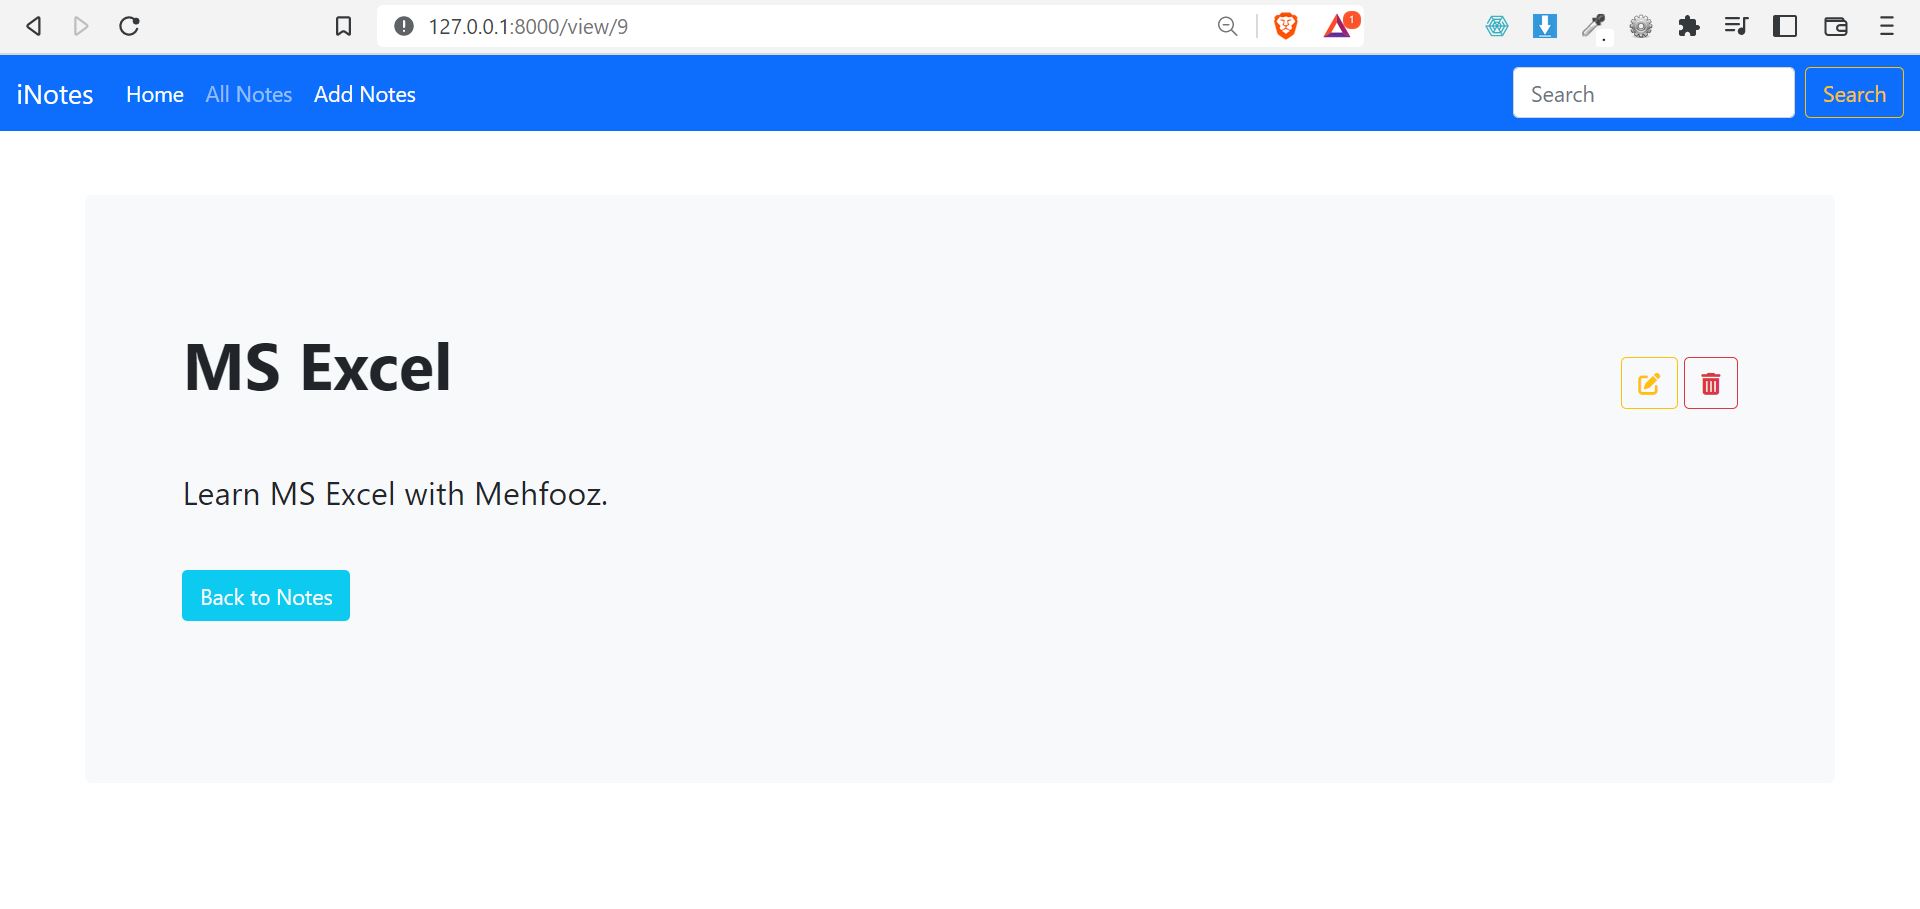 127.0.0.1:8000/view/9
1
iNotes Home All Notes Add Notes Search Search
MS Excel
Learn MS Excel with Mehfooz.
Back to Notes